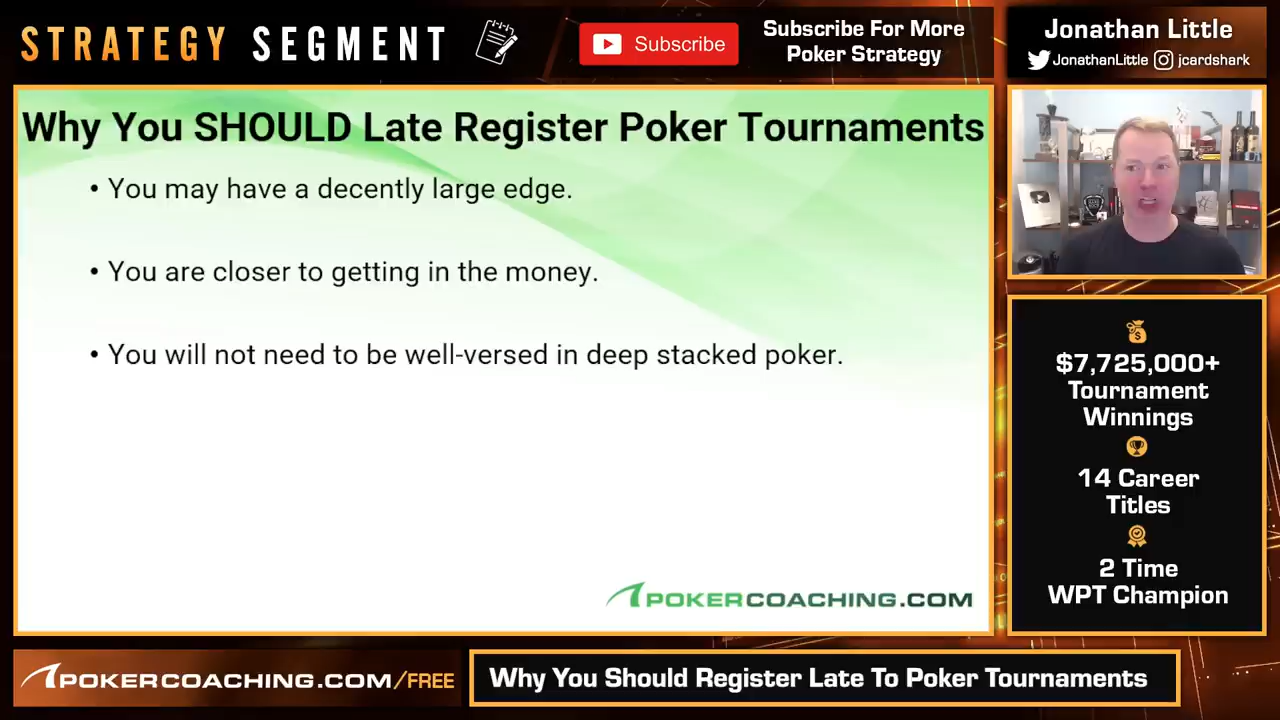 STRATEGY SEGMENT
Subscribe
Subscribe For More
Poker Strategy
Jonathan Little
JonathanLittle jcardshark
Why You SHOULD Late Register Poker Tournaments
• You may have a decently large edge.
• You are closer to getting in the money.
• You will not need to be well-versed in deep stacked poker.
POKERCOACHING.COM
$7,725,000+
Tournament
Winnings
14 Career
Titles
2 Time
WPT Champion
POKERCOACHING.COM/FREE
Why You Should Register Late To Poker Tournaments